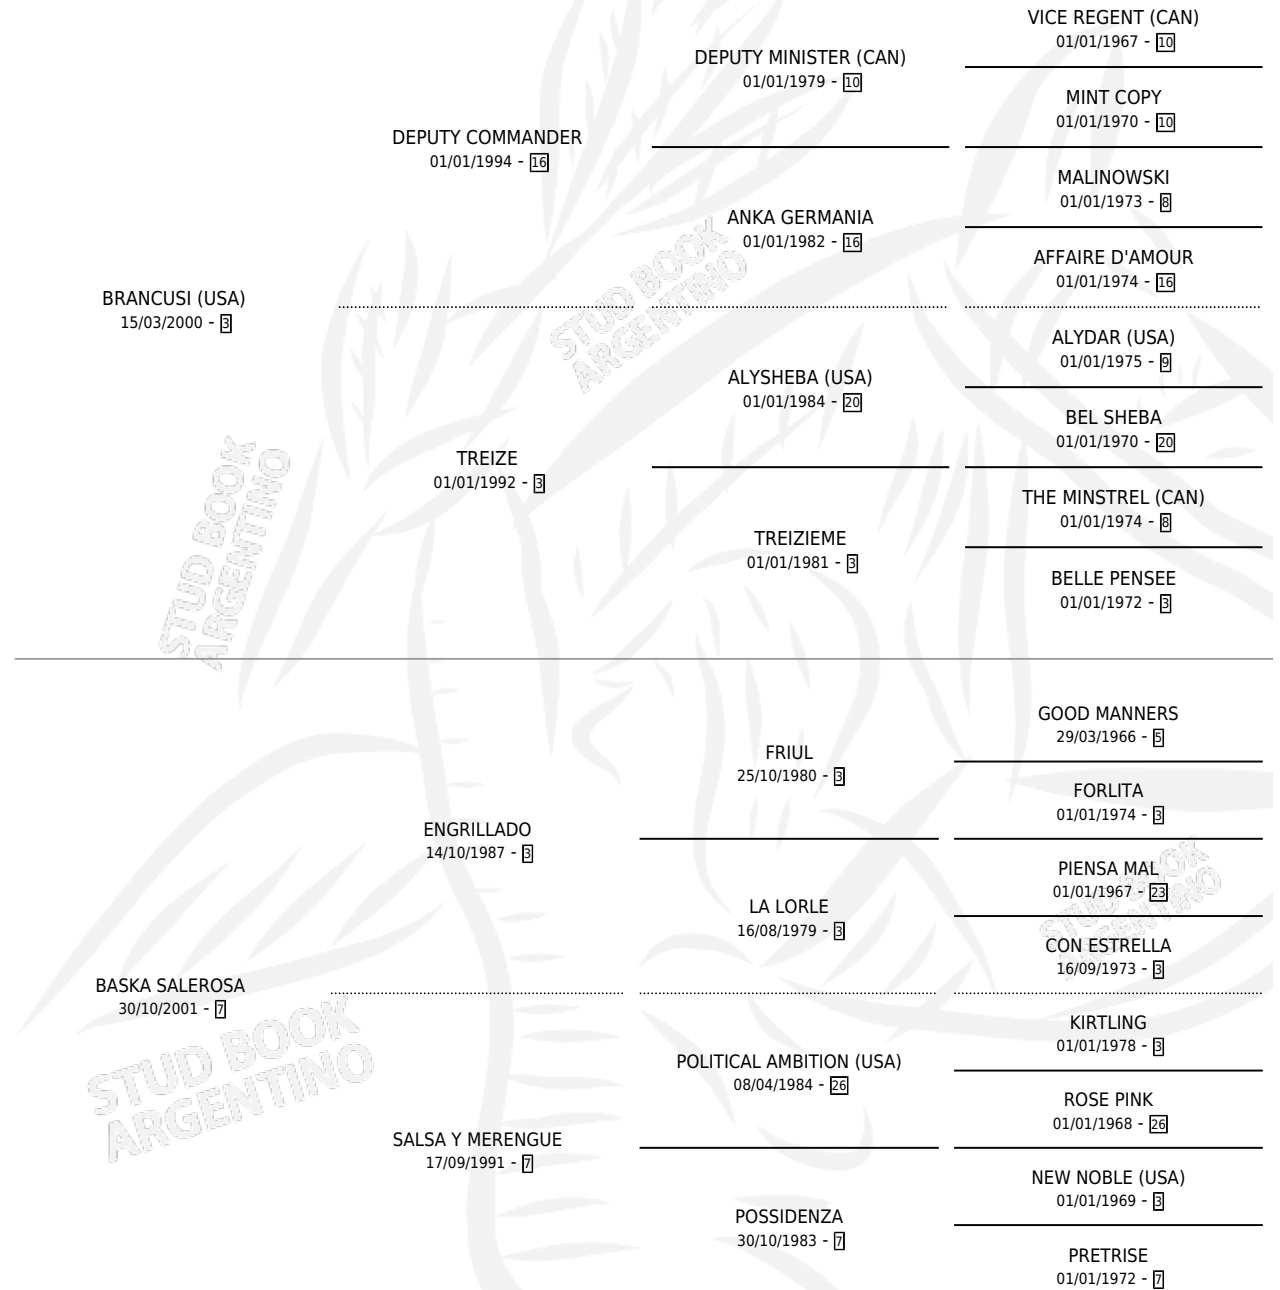 VICE REGENT (CAN)
01/01/1967 - 10
DEPUTY MINISTER (CAN)
01/01/1979 - 10
MINT COPY
01/01/1970 - 10
DEPUTY COMMANDER
01/01/1994 - 16
MALINOWSKI
01/01/1973 - 8
ANKA GERMANIA
01/01/1982 - 16
AFFAIRE D'AMOUR
01/01/1974 - 16
BRANCUSI (USA)
15/03/2000 - 3
ALYDAR (USA)
01/01/1975 - 9
ALYSHEBA (USA)
01/01/1984 - 20
BEL SHEBA
01/01/1970 - 20
TREIZE
01/01/1992 - 3
THE MINSTREL (CAN)
01/01/1974 - 8
TREIZIEME
01/01/1981 - 3
BELLE PENSEE
01/01/1972 - 3
GOOD MANNERS
29/03/1966 - 5
FRIUL
25/10/1980 - 3
FORLITA
01/01/1974 - 3
ENGRILLADO
14/10/1987 - 3
PIENSA MAL
01/01/1967 - 23
LA LORLE
16/08/1979 - 3
CON ESTRELLA
16/09/1973 - 3
BASKA SALEROSA
30/10/2001 - 7
KIRTLING
01/01/1978 - 3
POLITICAL AMBITION (USA)
08/04/1984 - 26
ROSE PINK
01/01/1968 - 26
SALSA Y MERENGUE
17/09/1991 - 7
NEW NOBLE (USA)
01/01/1969 - 3
POSSIDENZA
30/10/1983 - 7
PRETRISE
01/01/1972 - 7
STUD BOOK
ARGENTINO
STUD BOOK
ARGENTINO
STUD BOOK
ARGENTINO
STUD BOOK
ARGENTINO